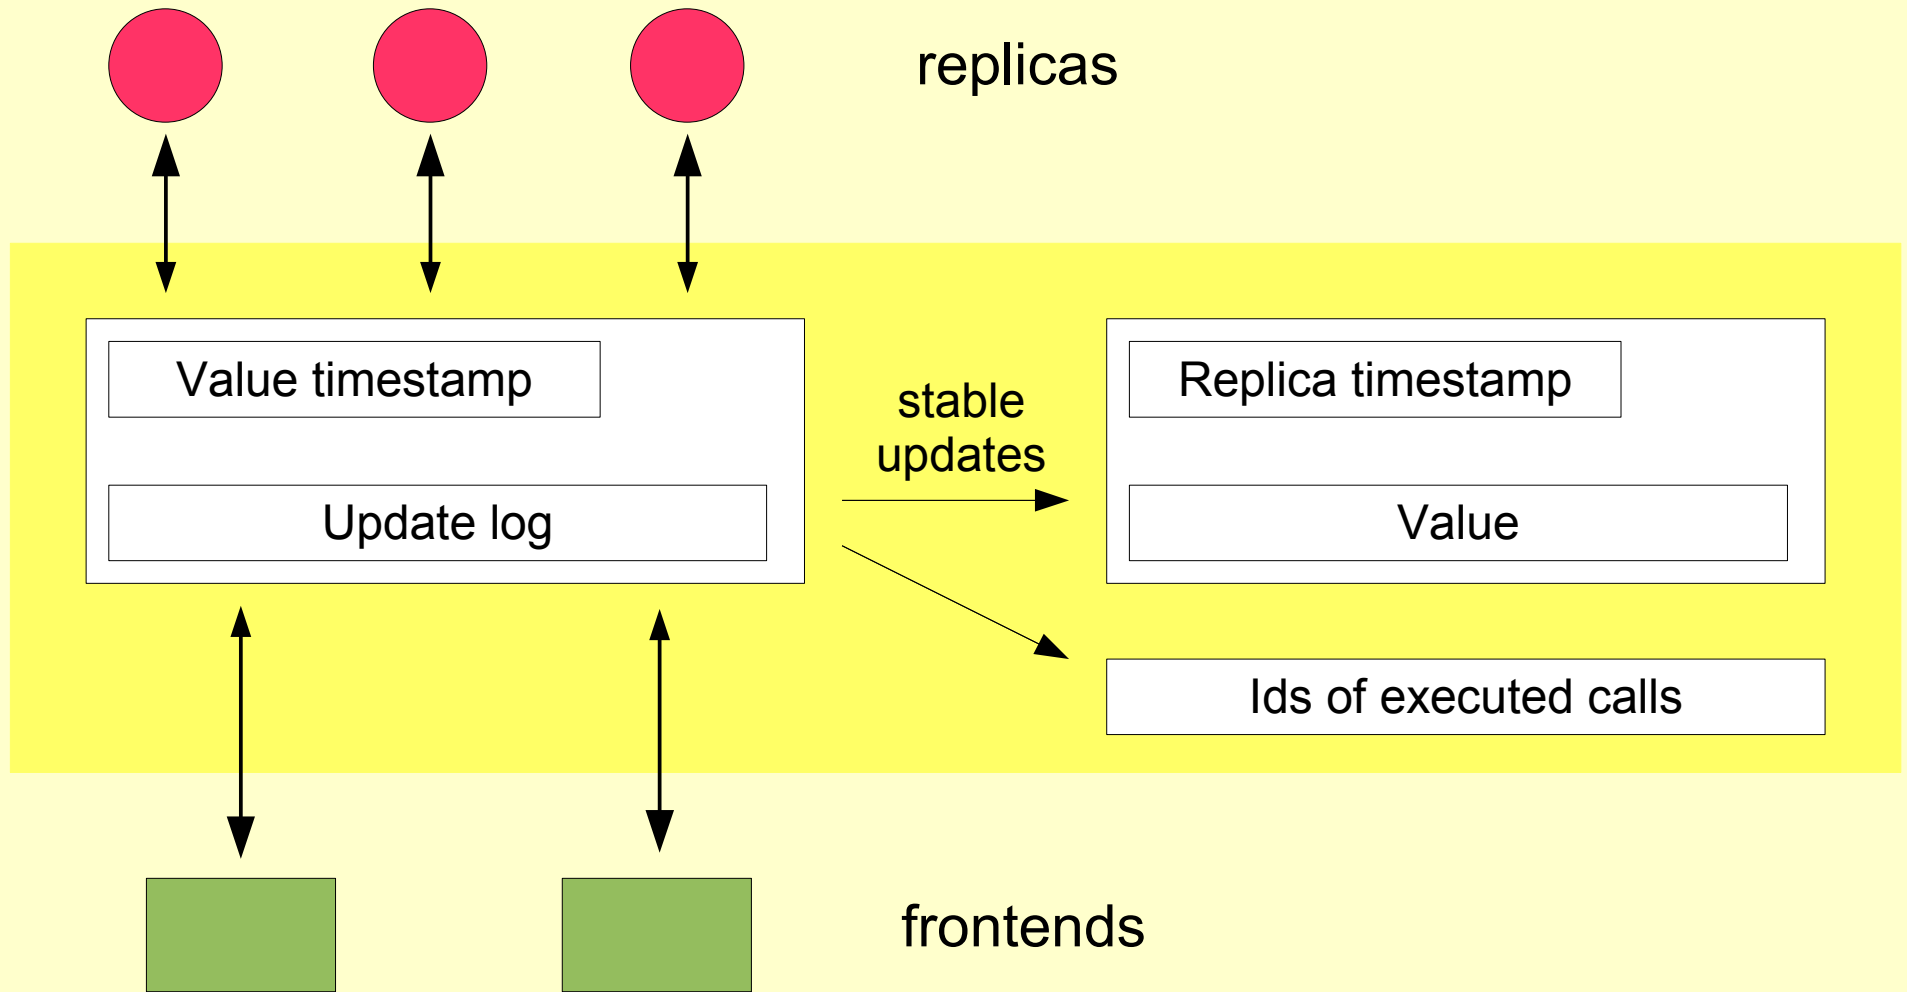 replicas
Value timestamp
Update log
stable
updates
Replica timestamp
Value
Ids of executed calls
frontends